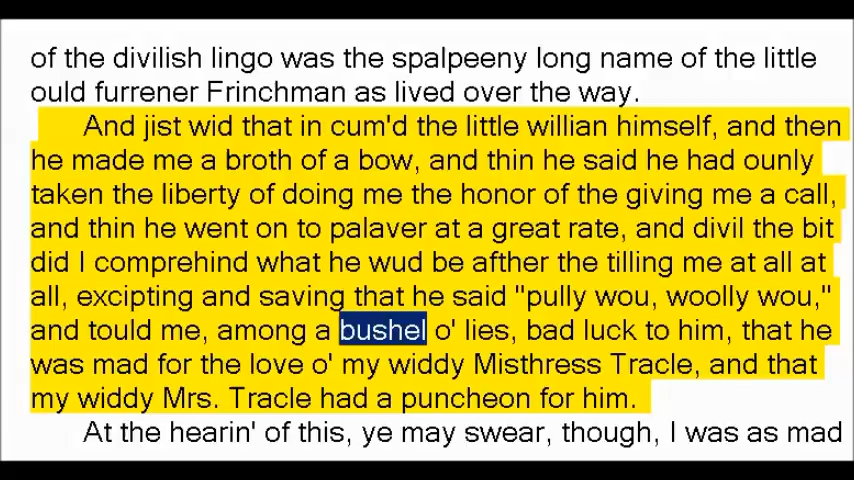 of the divilish lingo was the spalpeeny long name of the little
ould furrener Frinchman as lived over the way.
And jist wid that in cum'd the little willian himself, and then
he made me a broth of a bow, and thin he said he had ounly
taken the liberty of doing me the honor of the giving me a call,
and thin he went on to palaver at a great rate, and divil the bit
did I comprehind what he wud be afther the tilling me at all at
all, excipting and saving that he said "pully wou, woolly wou,"
and tould me, among a bushel o' lies, bad luck to him, that he
was mad for the love o' my widdy Misthress Tracle, and that
my widdy Mrs. Tracle had a puncheon for him.
At the hearin' of this, ye may swear, though, I was as mad